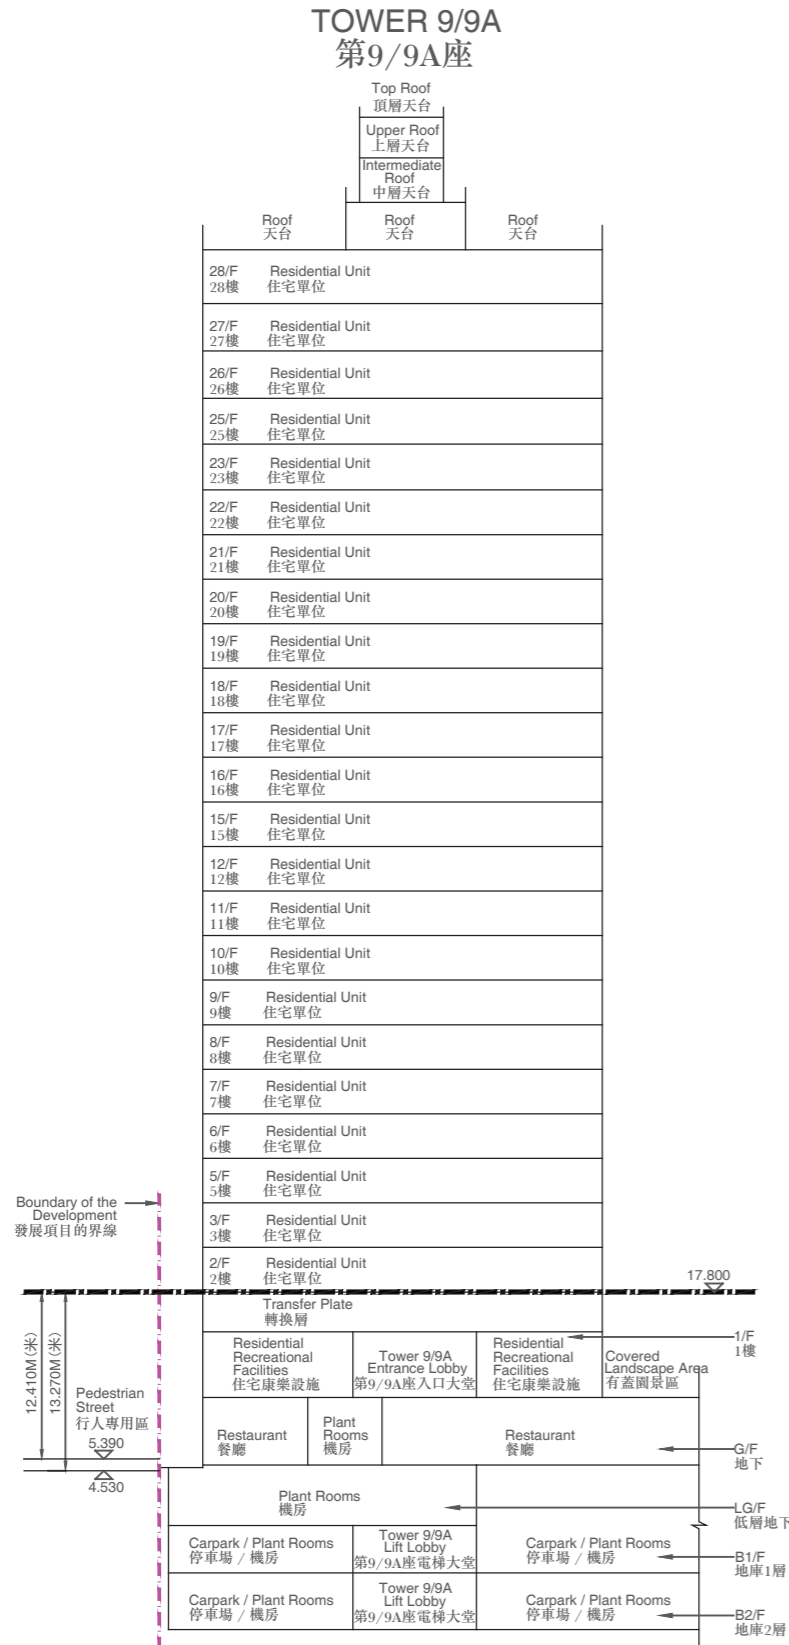 TOWER 9/9A
第9/9A座
Top Roof
頂層天台
Upper Roof
上層天台
Intermediate
Roof
中層天台
Roof
天台
Roof
天台
Roof
天台
28/F Residential Unit
28樓 住宅單位
27/F Residential Unit
27樓 住宅單位
26/F Residential Unit
26樓 住宅單位
25/F Residential Unit
25樓 住宅單位
23/F Residential Unit
23樓 住宅單位
22/F Residential Unit
22樓 住宅單位
21/F Residential Unit
21樓 住宅單位
20/F Residential Unit
20樓 住宅單位
19/F Residential Unit
19樓 住宅單位
18/F Residential Unit
18樓 住宅單位
17/F Residential Unit
17樓 住宅單位
16/F Residential Unit
16樓 住宅單位
15/F Residential Unit
15樓 住宅單位
12/F Residential Unit
12樓 住宅單位
11/F Residential Unit
11樓 住宅單位
10/F Residential Unit
10樓 住宅單位
9/F Residential Unit
9樓 住宅單位
8/F Residential Unit
8樓 住宅單位
7/F Residential Unit
7樓 住宅單位
6/F Residential Unit
6樓 住宅單位
5/F Residential Unit
5樓 住宅單位
3/F Residential Unit
3樓 住宅單位
2/F Residential Unit
2樓 住宅單位
Boundary of the
Development
發展項目的界線
17.800
Transfer Plate
轉換層
12.410M (米)
13.270M (米)
Residential
Recreational
Facilities
住宅康樂設施
Tower 9/9A
Entrance Lobby
第9/9A座入口大堂
Residential
Recreational
Facilities
住宅康樂設施
Covered
Landscape Area
有蓋園景區
1/F
1樓
Pedestrian
Street
行人專用區
5.390
4.530
Restaurant
餐廳
Plant
Rooms
機房
Restaurant
餐廳
G/F
地下
Plant Rooms
機房
LG/F
低層地下
Carpark / Plant Rooms
停車場 / 機房
Tower 9/9A
Lift Lobby
第9/9A座電梯大堂
Carpark / Plant Rooms
停車場 / 機房
B1/F
地庫1層
Carpark / Plant Rooms
停車場 / 機房
Tower 9/9A
Lift Lobby
第9/9A座電梯大堂
Carpark / Plant Rooms
停車場 / 機房
B2/F
地庫2層